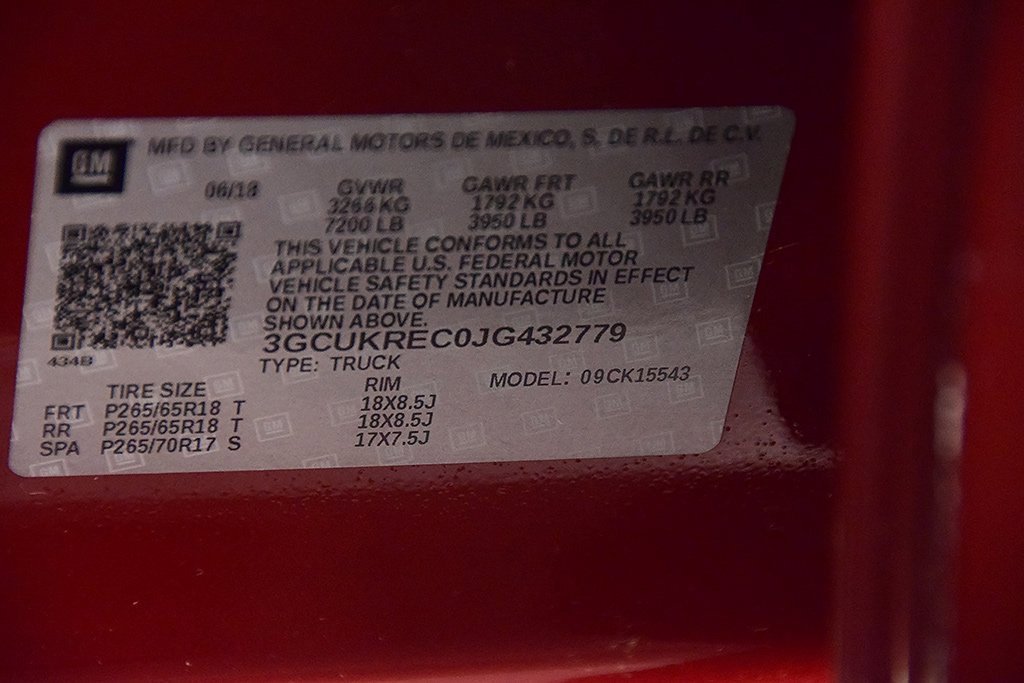 GM MFD BY GENERAL MOTORS DE MEXICO, S. DE R.L. DE C.V.
06/18 GVWR GAWR FRT GAWR RR
3266 KG 1792 KG 1792 KG
7200 LB 3950 LB 3950 LB
THIS VEHICLE CONFORMS TO ALL
APPLICABLE U.S. FEDERAL MOTOR
VEHICLE SAFETY STANDARDS IN EFFECT
ON THE DATE OF MANUFACTURE
SHOWN ABOVE.
3GCUKREC0JG432779
434B
TYPE: TRUCK MODEL: 09CK15543
TIRE SIZE RIM
FRT P265/65R18 T 18X8.5J
RR P265/65R18 T 18X8.5J
SPA P265/70R17 S 17X7.5J